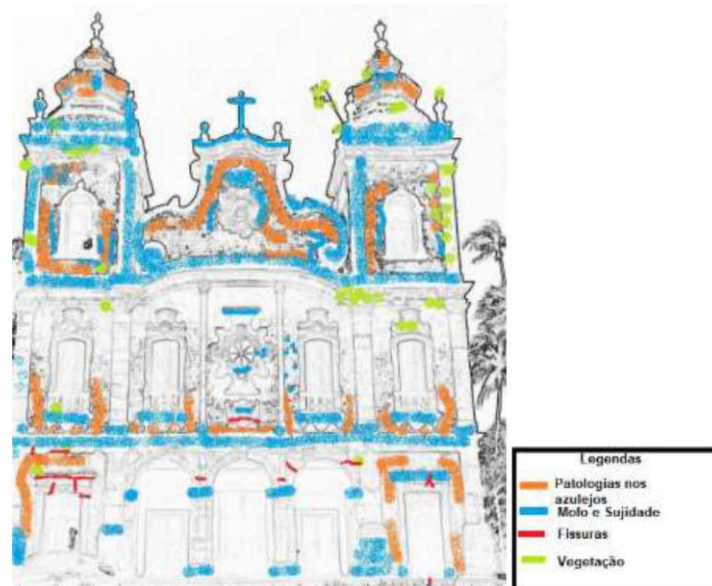 Legendas
Patologias nos
azulejos
Mofo e Sujidade
Fissuras
Vegetação